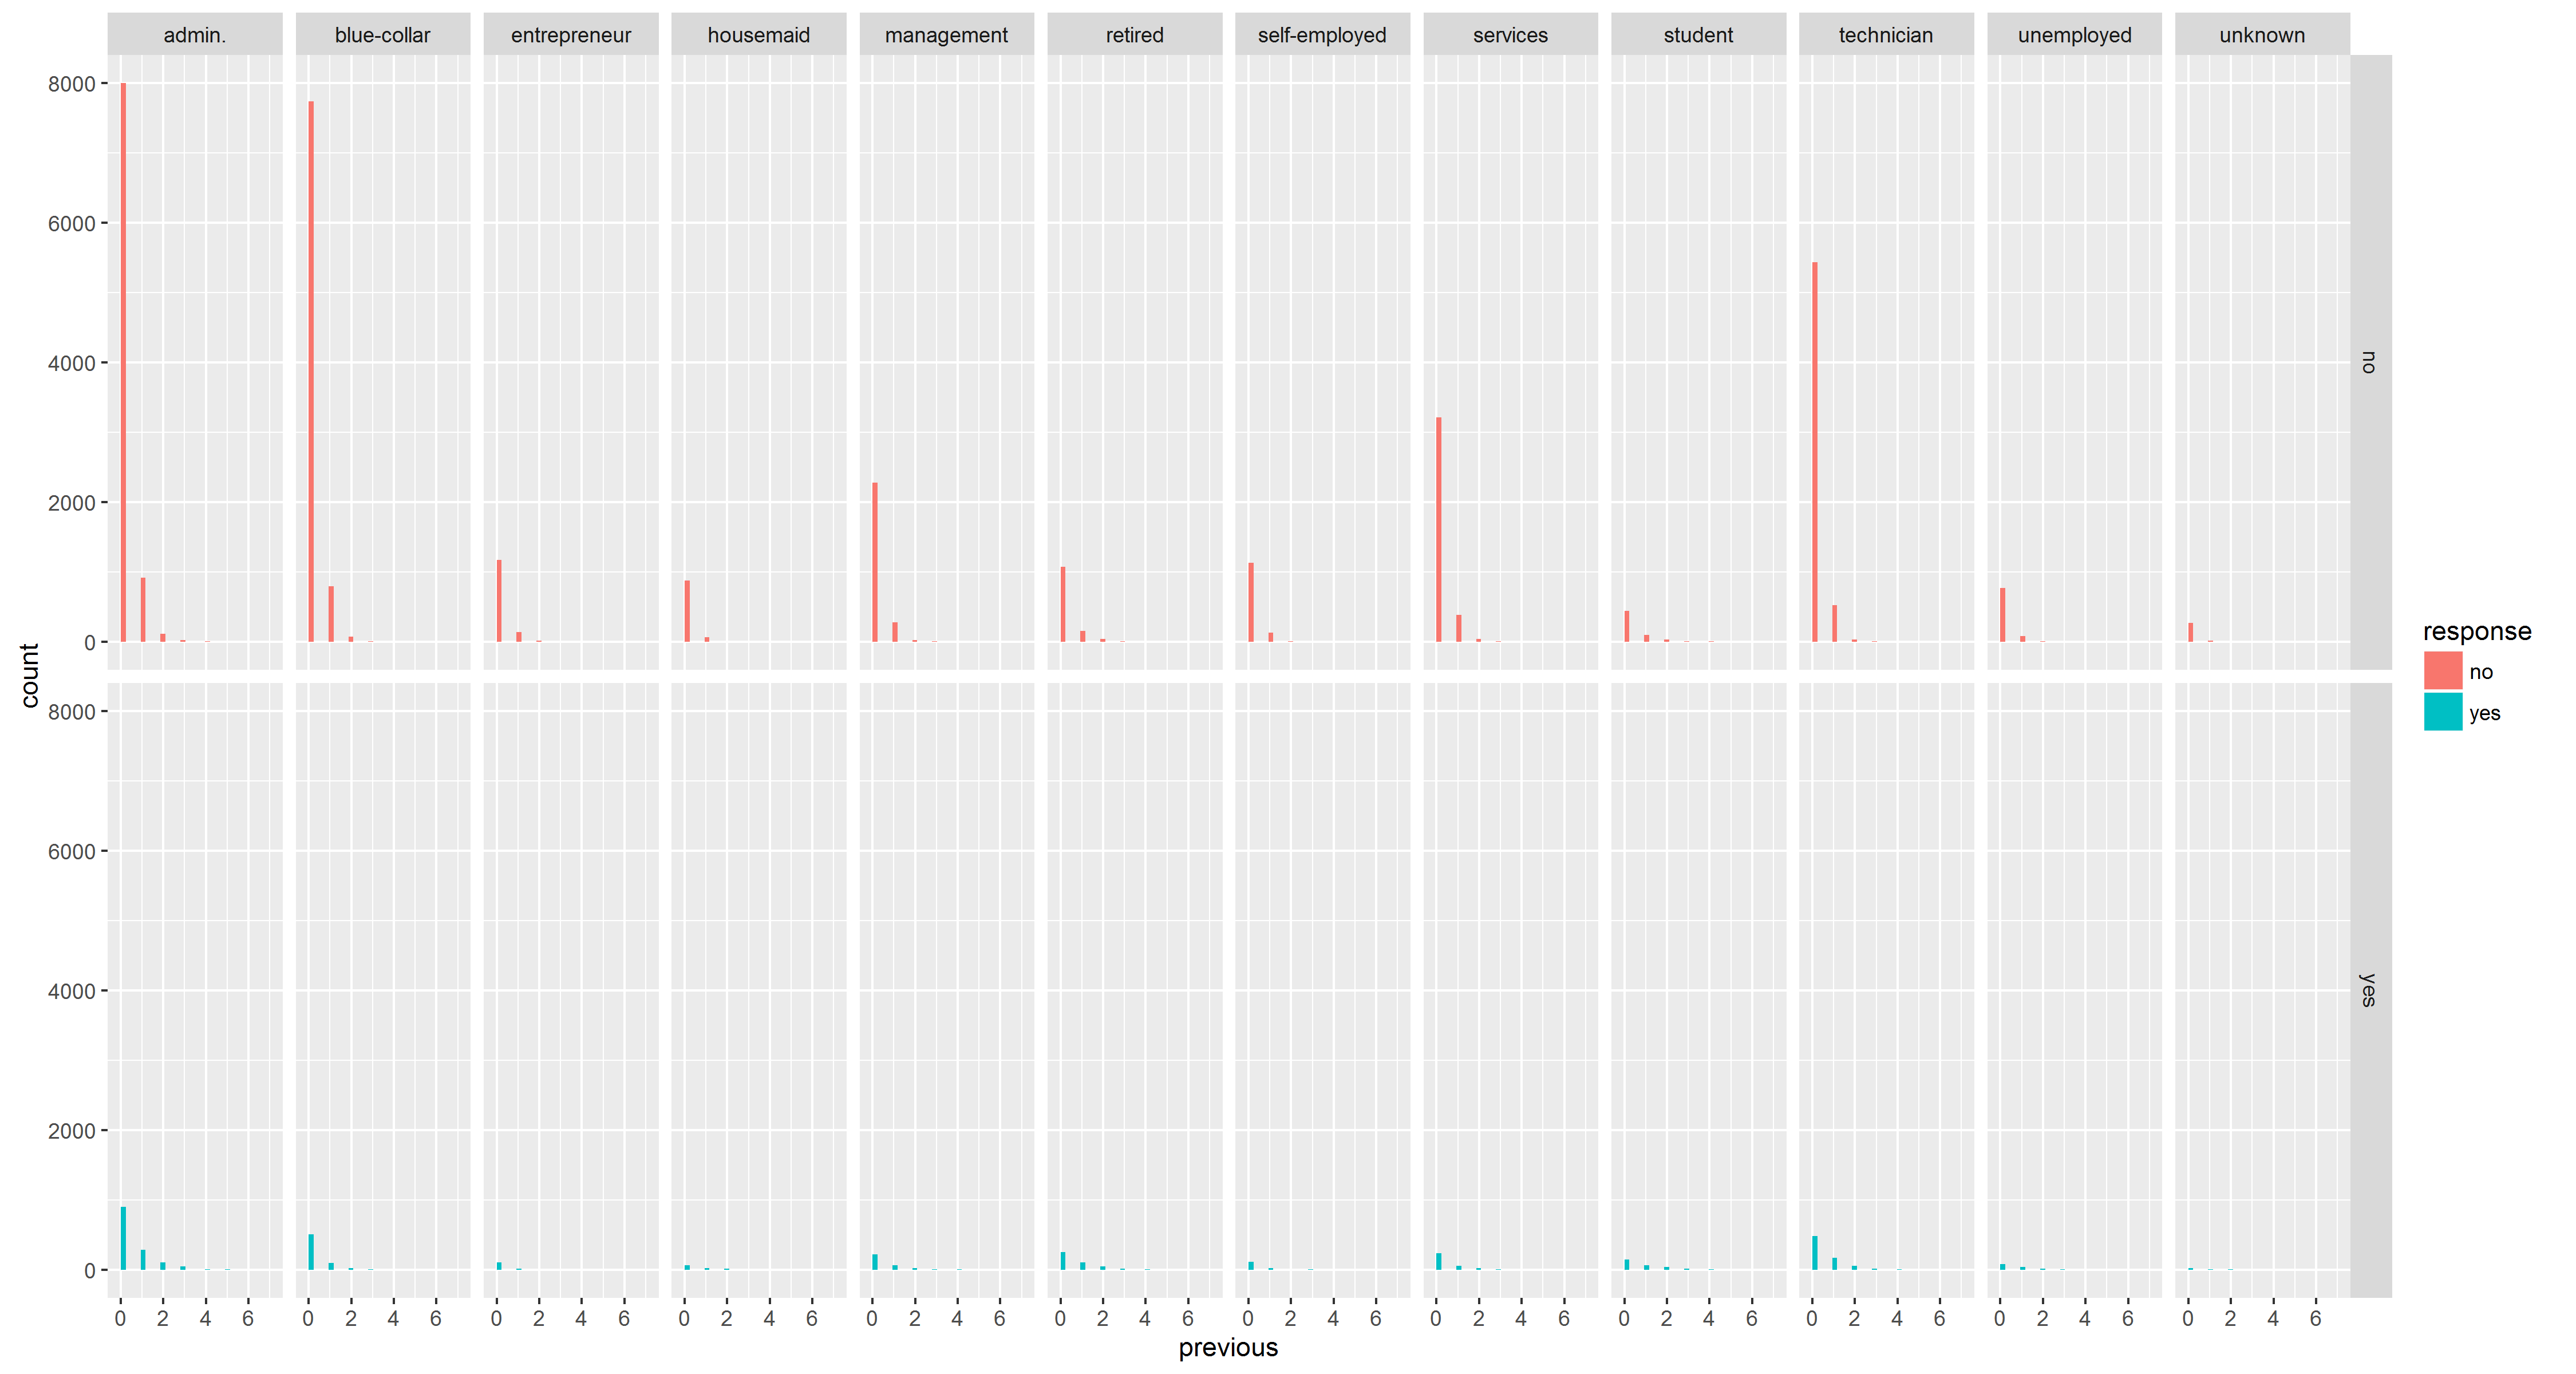 admin. blue-collar entrepreneur housemaid management retired self-employed services student technician unemployed unknown
8000
6000
4000
2000
0
no
8000
6000
4000
2000
0
yes
count
0 2 4 6 0 2 4 6 0 2 4 6 0 2 4 6 0 2 4 6 0 2 4 6 0 2 4 6 0 2 4 6 0 2 4 6 0 2 4 6 0 2 4 6 0 2 4 6
previous
response
no
yes